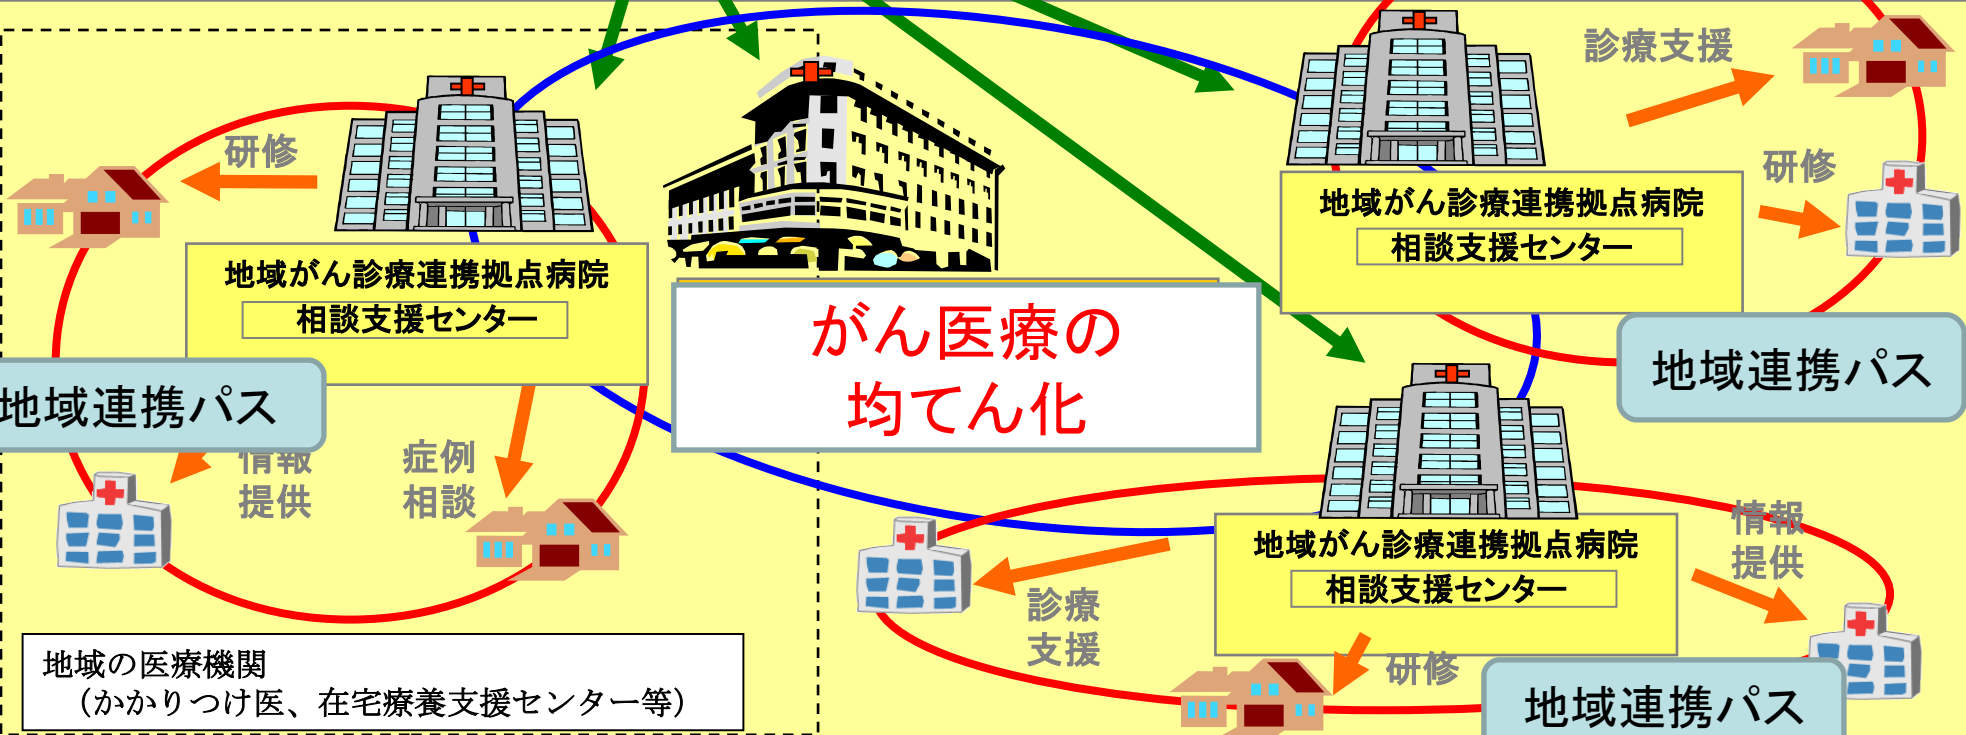 診療支援
研修
研修
地域がん診療連携拠点病院
相談支援センター
地域がん診療連携拠点病院
相談支援センター
がん医療の
均てん化
地域連携パス
地域連携パス
情報
提供
症例
相談
情報
提供
地域がん診療連携拠点病院
相談支援センター
診療
支援
研修
地域の医療機関
（かかりつけ医、在宅療養支援センター等）
地域連携パス